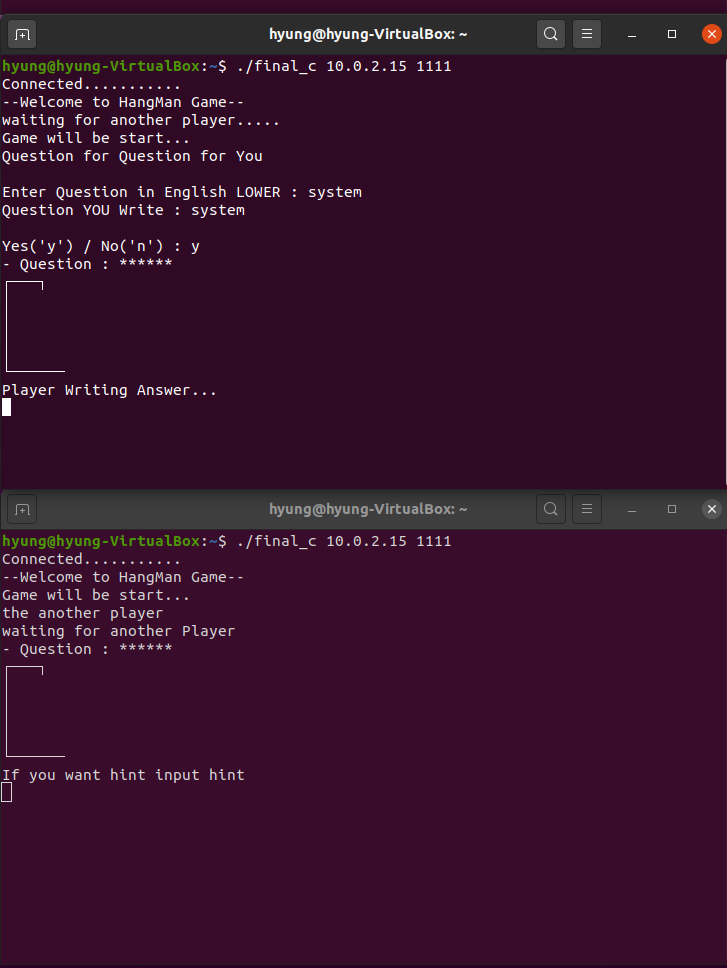 hyung@hyung-VirtualBox: ~
hyung@hyung-VirtualBox:~$ ./final_c 10.0.2.15 1111
Connected...........
--Welcome to HangMan Game--
waiting for another player.....
Game will be start...
Question for Question for You
Enter Question in English LOWER : system
Question YOU Write : system
Yes('y') / No('n') : y
- Question : ******
Player Writing Answer...
hyung@hyung-VirtualBox: ~
hyung@hyung-VirtualBox:~$ ./final_c 10.0.2.15 1111
Connected...........
--Welcome to HangMan Game--
Game will be start...
the another player
waiting for another Player
- Question : ******
If you want hint input hint